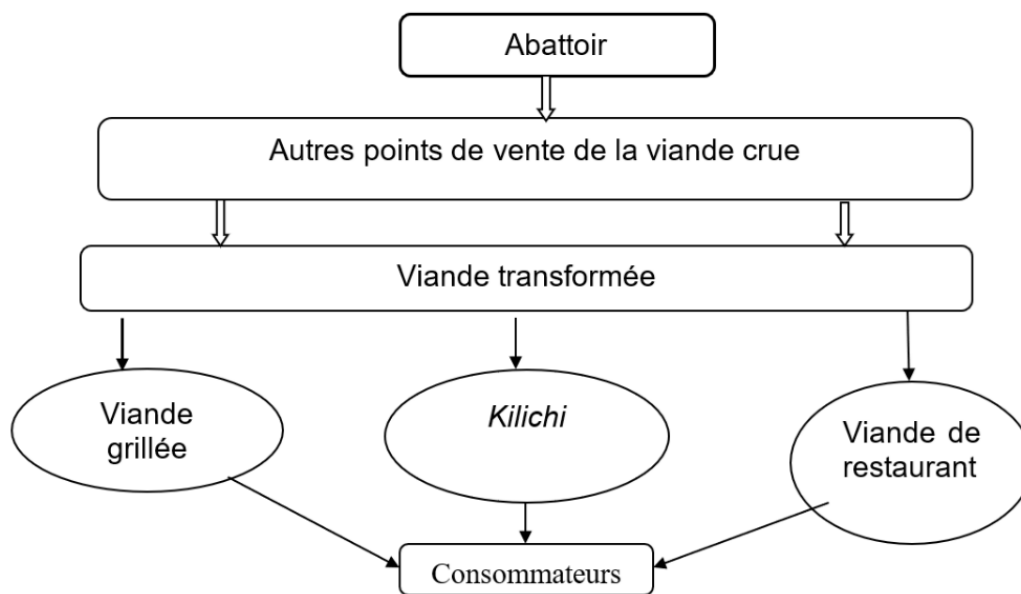 Abattoir
Autres points de vente de la viande crue
Viande transformée
Viande
grillée
Kilichi
Viande de
restaurant
Consommateurs